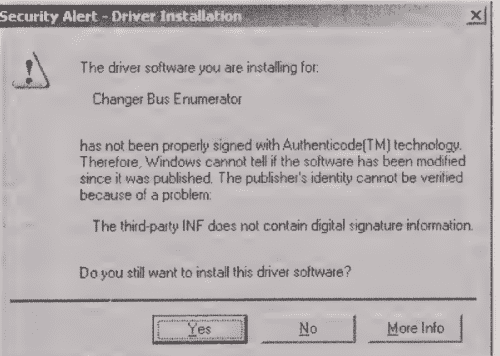 Security Alert - Driver Installation
The driver software you are installing for:
Changer Bus Enumerator
has not been properly signed with Authenticode(TM) technology.
Therefore, Windows cannot tell if the software has been modified
since it was published. The publisher's identity cannot be verified
because of a problem:
The third-party INF does not contain digital signature information.
Do you still want to install this driver software?
Yes No More Info